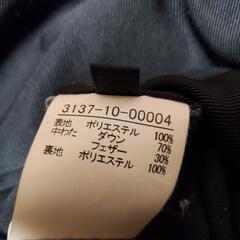 3137-10-00004
表地 ポリエステル 100%
中わた ダウン 70%
フェザー 30%
裏地 ポリエステル 100%